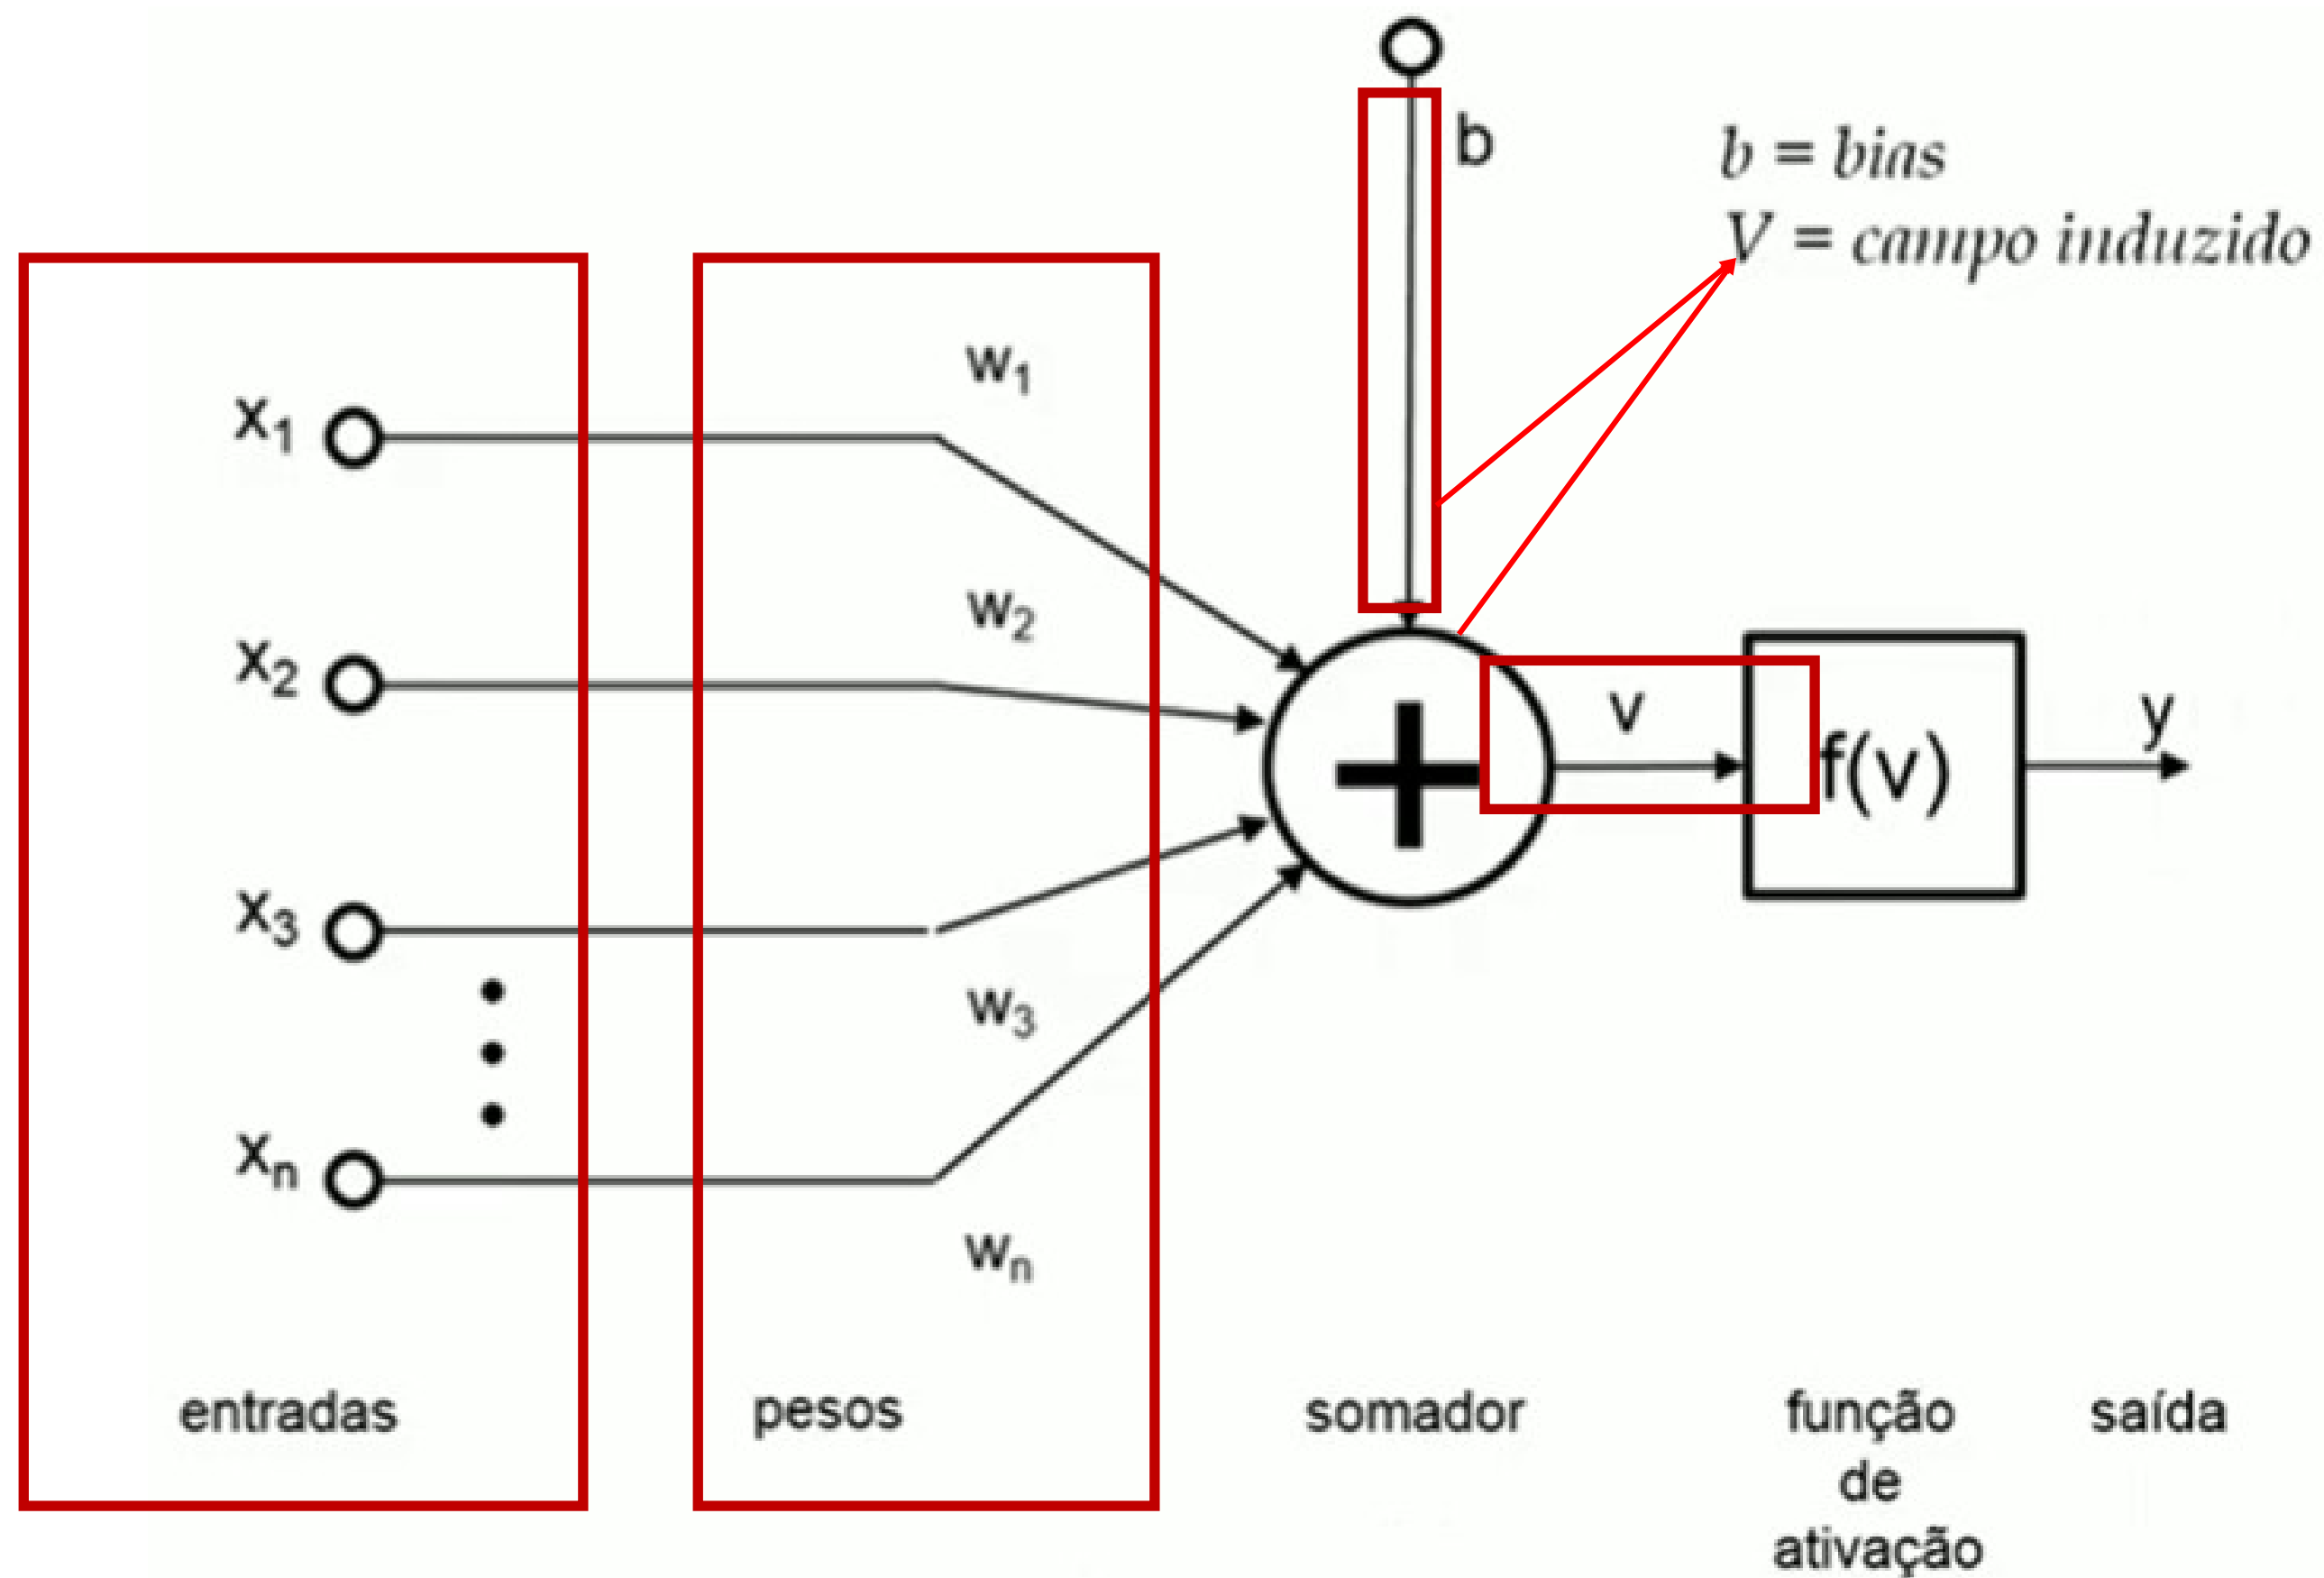 b
b = bias
V = campo induzido
w1
x1
w2
x2
v
y
f(v)
x3
w3
xn
wn
entradas
pesos
somador
função
de
ativação
saída